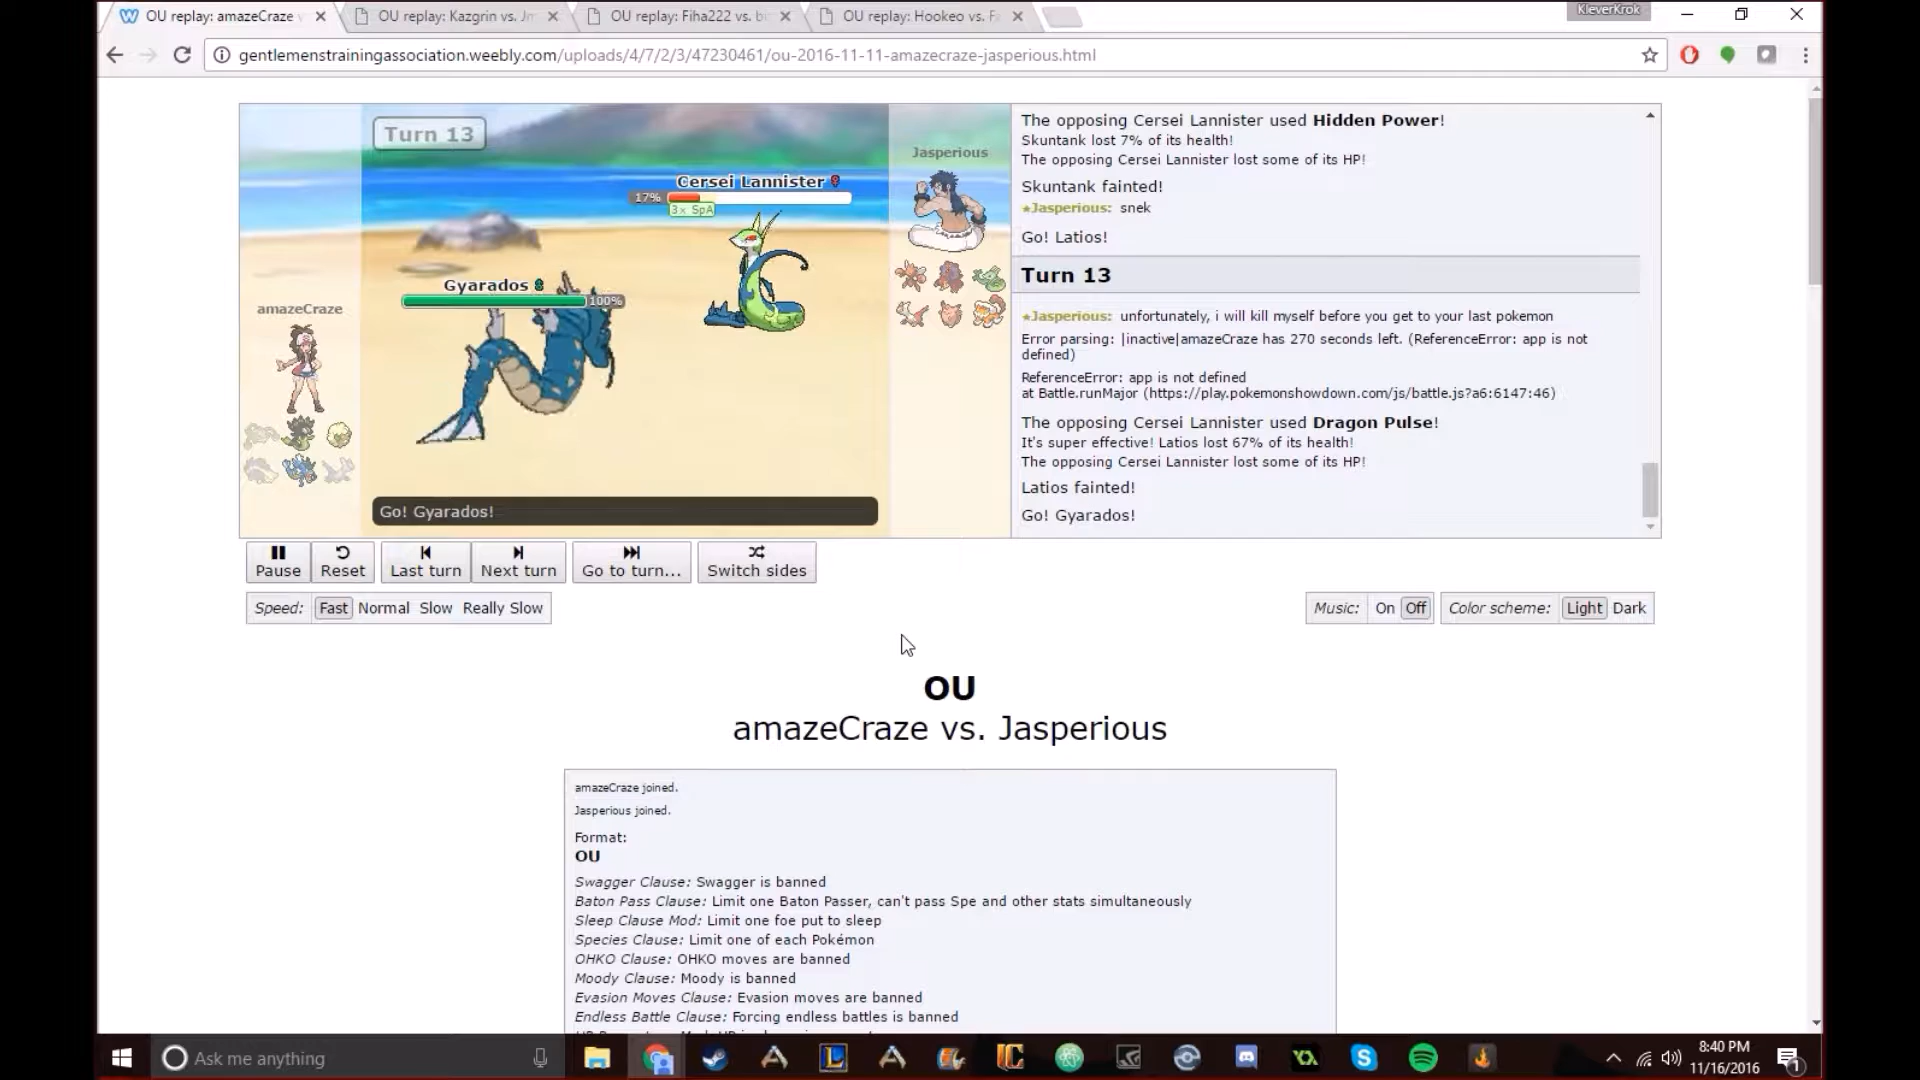 OU replay: amazeCraze v
OU replay: Kazgrin vs. Jm
OU replay: Fiha222 vs. b
OU replay: Hookeo vs. F
KleverKrok
gentlemenstrainingassociation.weebly.com/uploads/4/7/2/3/47230461/ou-2016-11-11-amazecraze-jasperious.html
Turn 13
Cersei Lannister
17%
3× SpA
Gyarados
100%
amazeCraze
Jasperious
Go! Gyarados!
The opposing Cersei Lannister used Hidden Power!
Skuntank lost 7% of its health!
The opposing Cersei Lannister lost some of its HP!
Skuntank fainted!
★Jasperious: snek
Go! Latios!
Turn 13
★Jasperious: unfortunately, i will kill myself before you get to your last pokemon
Error parsing: |inactive|amazeCraze has 270 seconds left. (ReferenceError: app is not
defined)
ReferenceError: app is not defined
at Battle.runMajor (https://play.pokemonshowdown.com/js/battle.js?a6:6147:46)
The opposing Cersei Lannister used Dragon Pulse!
It's super effective! Latios lost 67% of its health!
The opposing Cersei Lannister lost some of its HP!
Latios fainted!
Go! Gyarados!
Pause Reset Last turn Next turn Go to turn... Switch sides
Speed: Fast Normal Slow Really Slow
Music: On Off Color scheme: Light Dark
OU
amazeCraze vs. Jasperious
amazeCraze joined.
Jasperious joined.
Format:
OU
Swagger Clause: Swagger is banned
Baton Pass Clause: Limit one Baton Passer, can't pass Spe and other stats simultaneously
Sleep Clause Mod: Limit one foe put to sleep
Species Clause: Limit one of each Pokémon
OHKO Clause: OHKO moves are banned
Moody Clause: Moody is banned
Evasion Moves Clause: Evasion moves are banned
Endless Battle Clause: Forcing endless battles is banned
Ask me anything
8:40 PM
11/16/2016
1